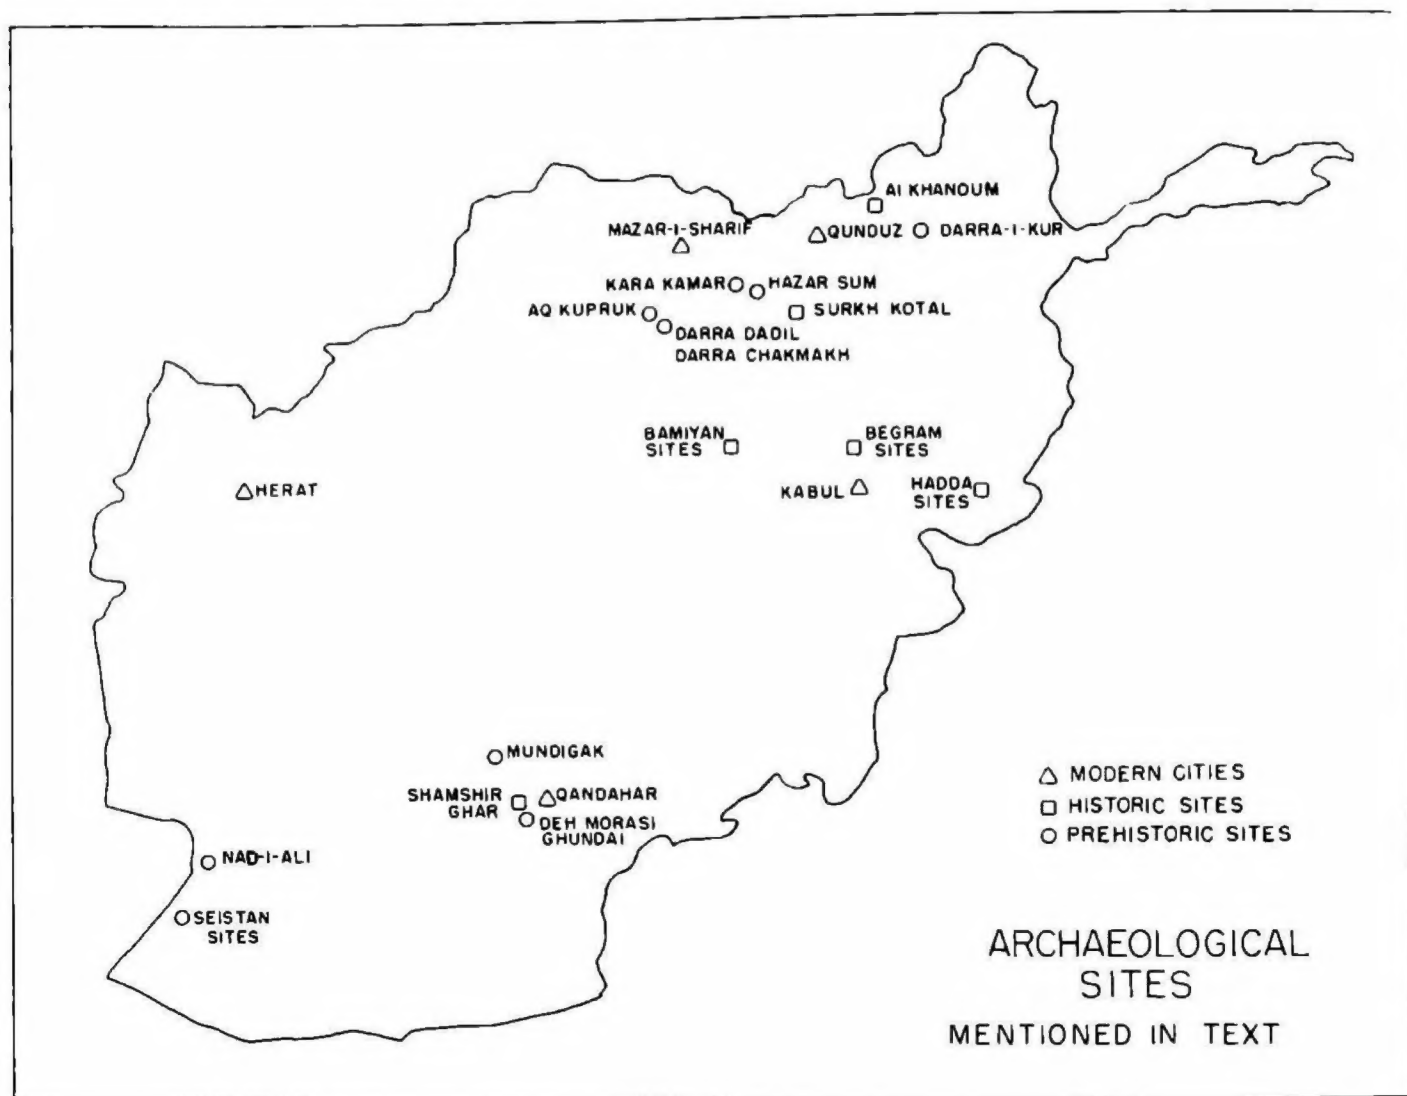 AI KHANOUM
MAZAR-I-SHARIF
QUNDUZ
DARRA-I-KUR
KARA KAMAR
HAZAR SUM
AQ KUPRUK
SURKH KOTAL
DARRA DADIL
DARRA CHAKMAKH
BAMIYAN
SITES
BEGRAM
SITES
HERAT
KABUL
HADDA
SITES
MUNDIGAK
SHAMSHIR
GHAR
QANDAHAR
DEH MORASI
GHUNDAI
NAD-I-ALI
SEISTAN
SITES
MODERN CITIES
HISTORIC SITES
PREHISTORIC SITES
ARCHAEOLOGICAL
SITES
MENTIONED IN TEXT